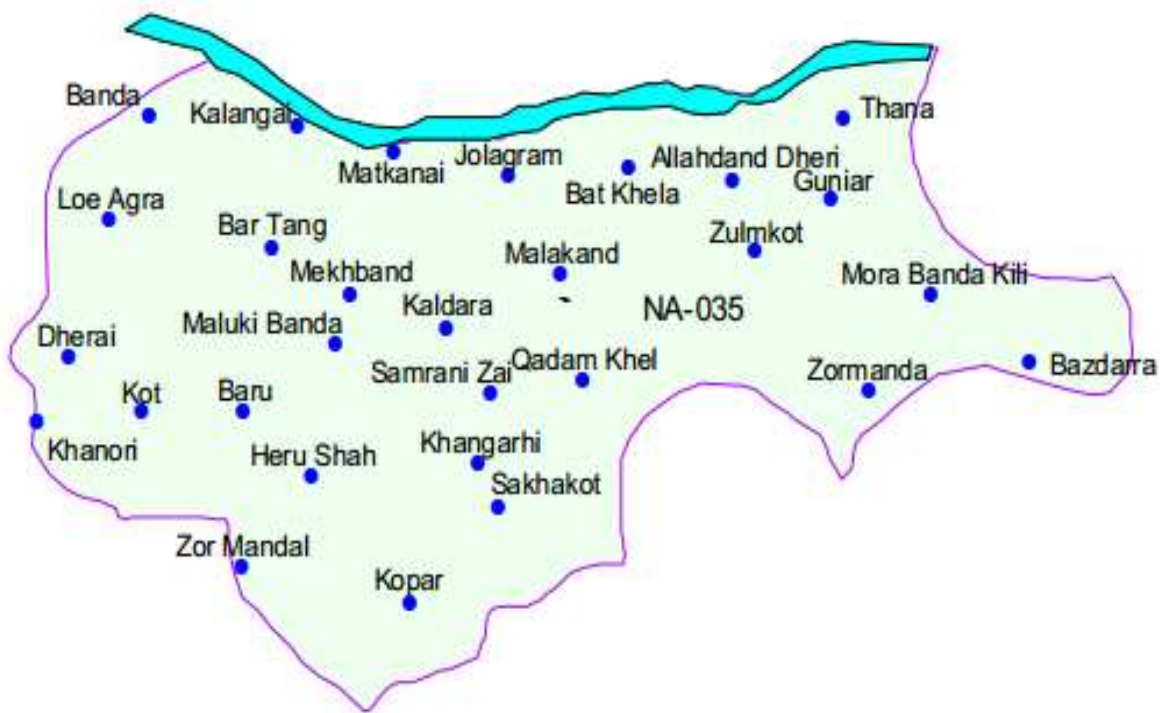 Banda
Kalangai
Thana
Matkanai
Jolagram
Allahdand Dheri
Bat Khela
Guniar
Loe Agra
Bar Tang
Zulmkot
Malakand
Mekhband
Mora Banda Kili
Kaldara
NA-035
Maluki Banda
Dherai
Qadam Khel
Samrani Zai
Zormanda
Bazdarra
Kot
Baru
Khanori
Heru Shah
Khangarhi
Sakhakot
Zor Mandal
Kopar